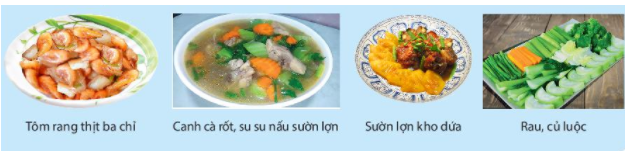 Tôm rang thịt ba chỉ
Canh cà rốt, su su nấu sườn lợn
Sườn lợn kho dứa
Rau, củ luộc